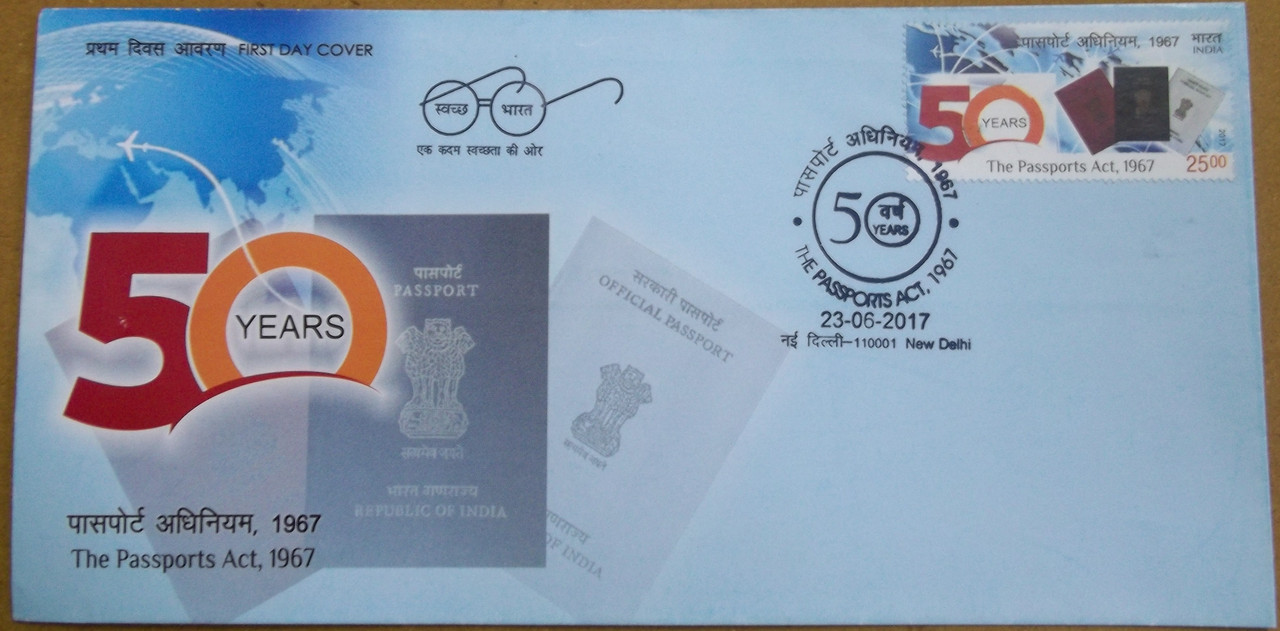 प्रथम दिवस आवरण FIRST DAY COVER
स्वच्छ भारत
एक कदम स्वच्छता की ओर
पासपोर्ट अधिनियम, 1967 भारत
INDIA
50 YEARS
2017
The Passports Act, 1967 2500
पासपोर्ट अधिनियम, 1967
50 वर्ष
YEARS
THE PASSPORTS ACT, 1967
23-06-2017
नई दिल्ली-110001 New Delhi
50 YEARS
पासपोर्ट
PASSPORT
सत्यमेव जयते
भारत गणराज्य
REPUBLIC OF INDIA
सरकारी पासपोर्ट
OFFICIAL PASSPORT
सत्यमेव जयते
गणराज्य
OF INDIA
पासपोर्ट अधिनियम, 1967
The Passports Act, 1967